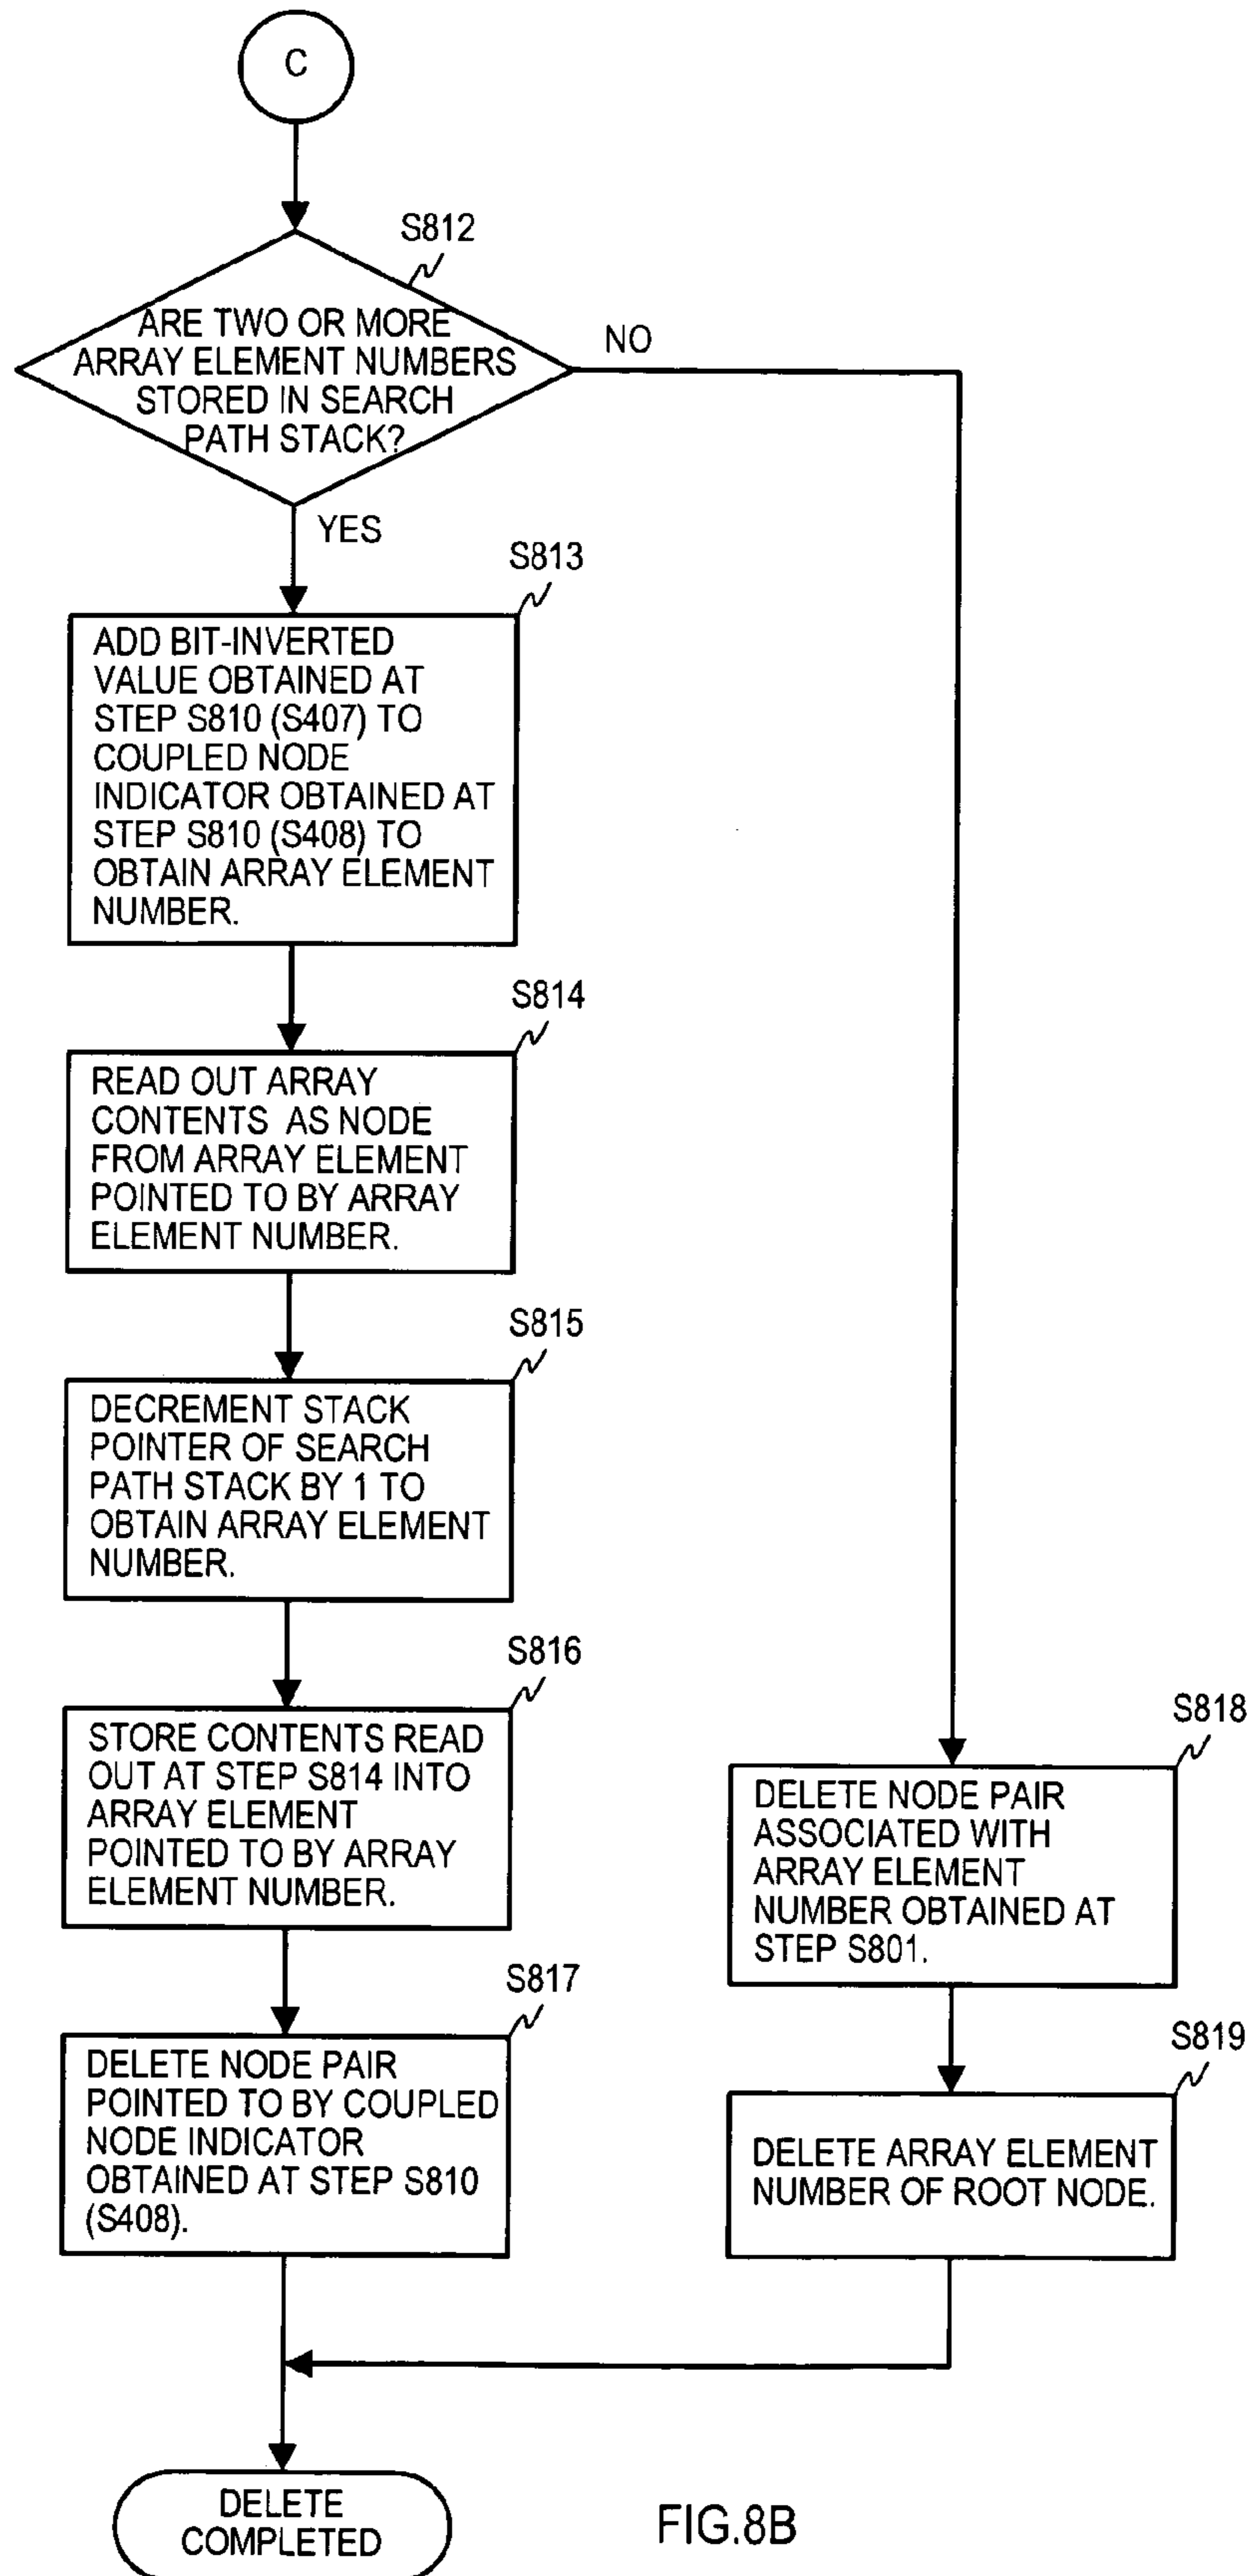 C
S812
ARE TWO OR MORE
ARRAY ELEMENT NUMBERS
STORED IN SEARCH
PATH STACK?
NO
YES
S813
ADD BIT-INVERTED
VALUE OBTAINED AT
STEP S810 (S407) TO
COUPLED NODE
INDICATOR OBTAINED AT
STEP S810 (S408) TO
OBTAIN ARRAY ELEMENT
NUMBER.
S814
READ OUT ARRAY
CONTENTS AS NODE
FROM ARRAY ELEMENT
POINTED TO BY ARRAY
ELEMENT NUMBER.
S815
DECREMENT STACK
POINTER OF SEARCH
PATH STACK BY 1 TO
OBTAIN ARRAY ELEMENT
NUMBER.
S816
STORE CONTENTS READ
OUT AT STEP S814 INTO
ARRAY ELEMENT
POINTED TO BY ARRAY
ELEMENT NUMBER.
S817
DELETE NODE PAIR
POINTED TO BY COUPLED
NODE INDICATOR
OBTAINED AT STEP S810
(S408).
S818
DELETE NODE PAIR
ASSOCIATED WITH
ARRAY ELEMENT
NUMBER OBTAINED AT
STEP S801.
S819
DELETE ARRAY ELEMENT
NUMBER OF ROOT NODE.
DELETE
COMPLETED
FIG.8B